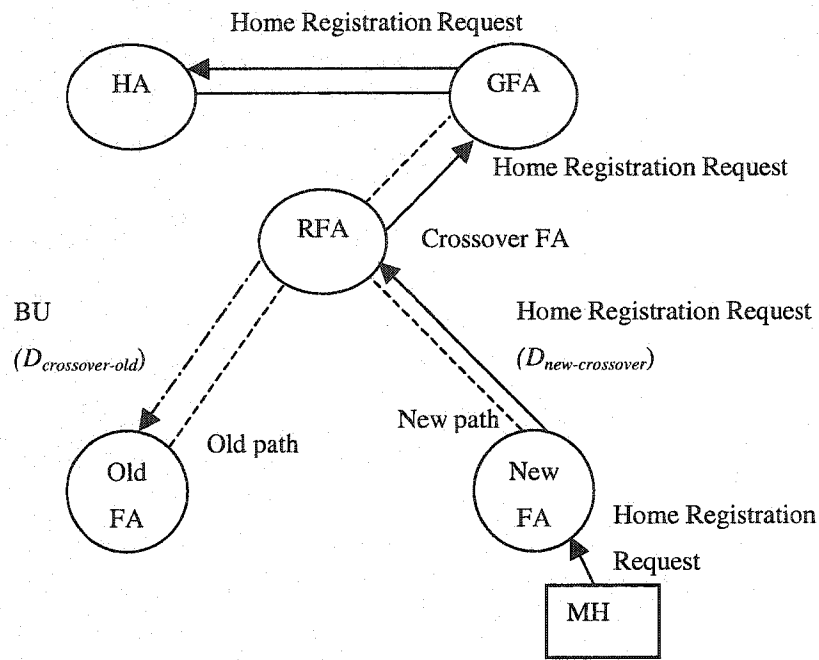 Home Registration Request
HA
GFA
Home Registration Request
RFA
Crossover FA
BU
(D_crossover-old)
Home Registration Request
(D_new-crossover)
New path
Old path
Old
FA
New
FA
Home Registration
Request
MH